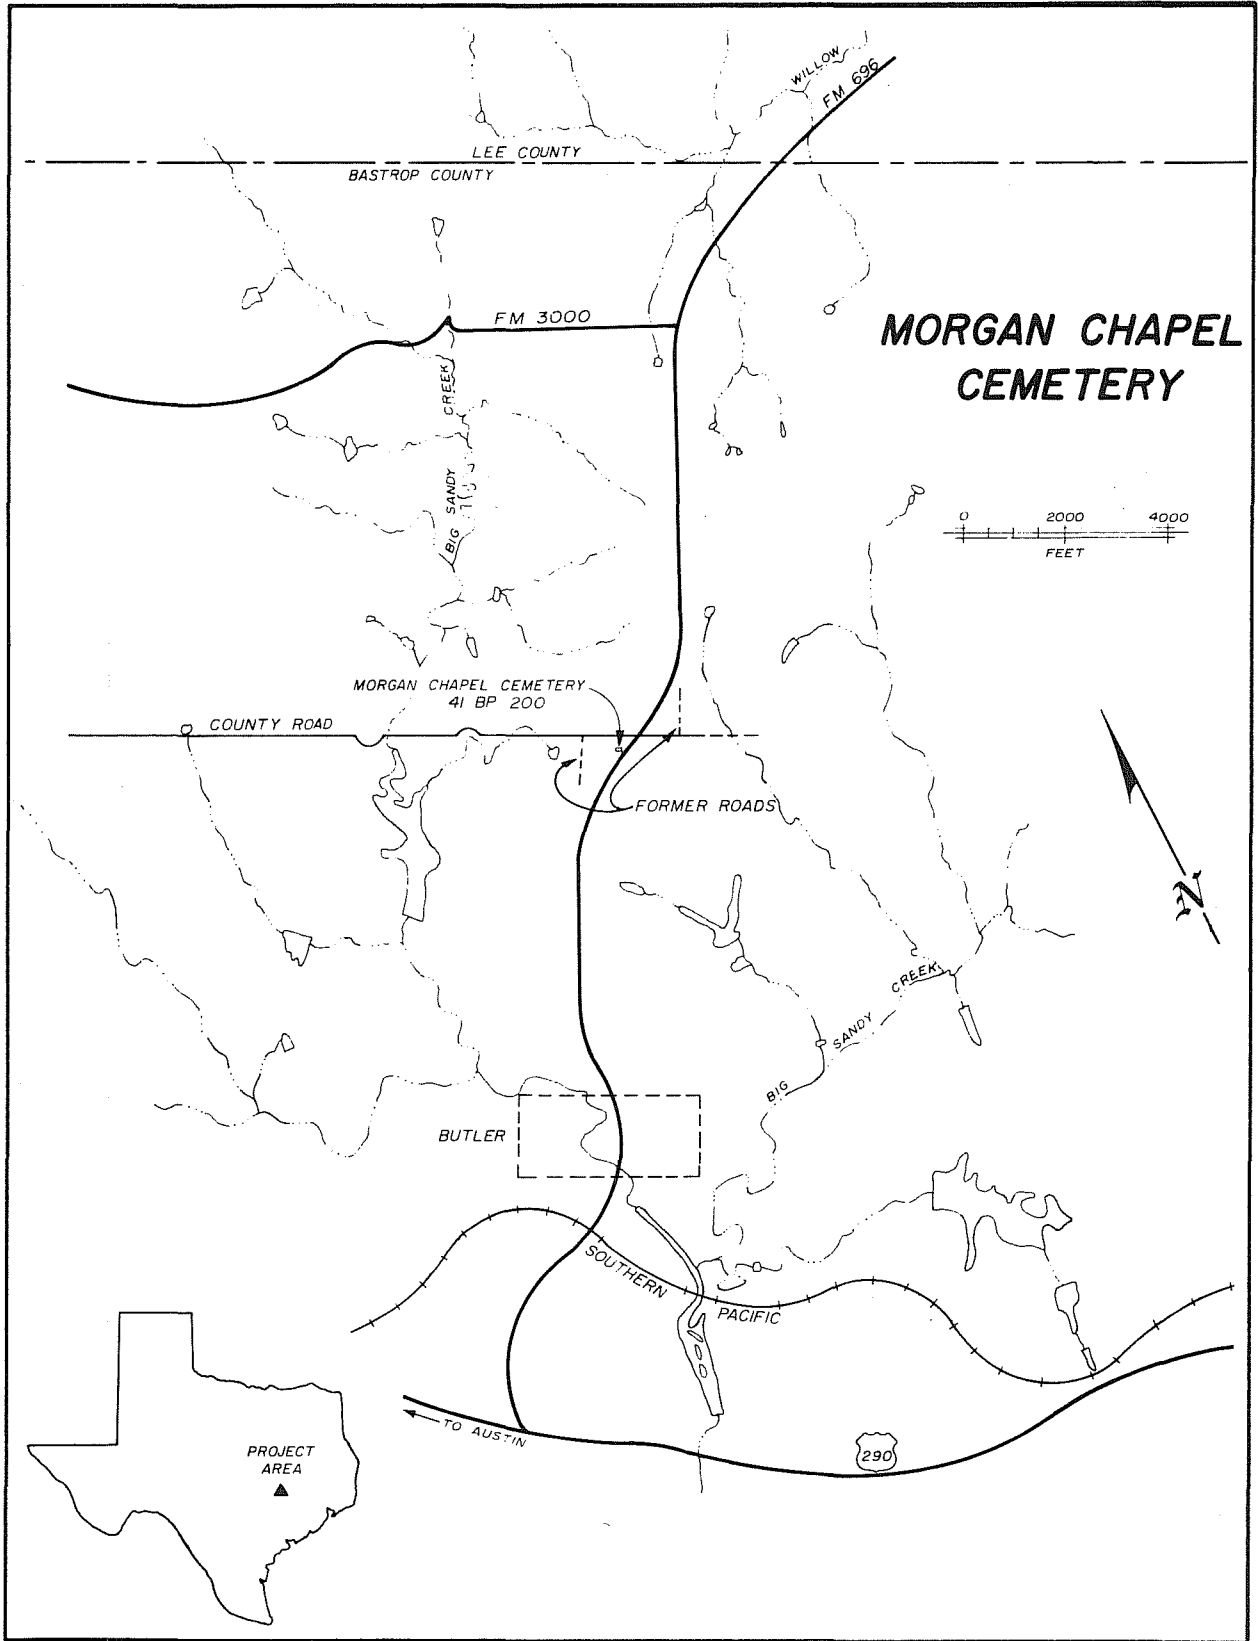 WILLOW
FM 696
LEE COUNTY
BASTROP COUNTY
FM 3000
MORGAN CHAPEL
CEMETERY
BIG SANDY CREEK
0 2000 4000
FEET
MORGAN CHAPEL CEMETERY
41 BP 200
COUNTY ROAD
FORMER ROADS
N
BIG SANDY CREEK
BUTLER
SOUTHERN PACIFIC
TO AUSTIN
290
PROJECT
AREA